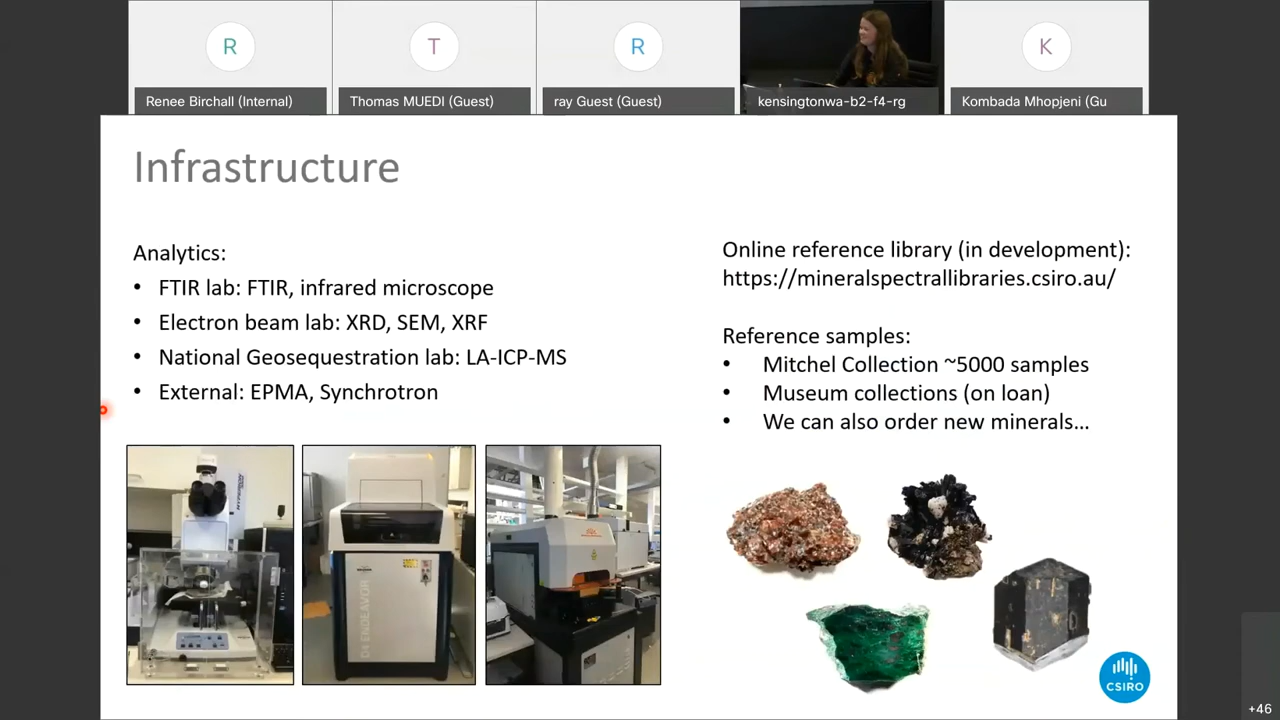 R
T
R
K
Renee Birchall (Internal)
Thomas MUEDI (Guest)
ray Guest (Guest)
kensingtonwa-b2-f4-rg
Kombada Mhopjeni (Gu
Infrastructure
Analytics:
• FTIR lab: FTIR, infrared microscope
• Electron beam lab: XRD, SEM, XRF
• National Geosequestration lab: LA-ICP-MS
• External: EPMA, Synchrotron
Online reference library (in development):
https://mineralspectrallibraries.csiro.au/
Reference samples:
• Mitchel Collection ~5000 samples
• Museum collections (on loan)
• We can also order new minerals...
D4 ENDEAVOR
CSIRO
+46